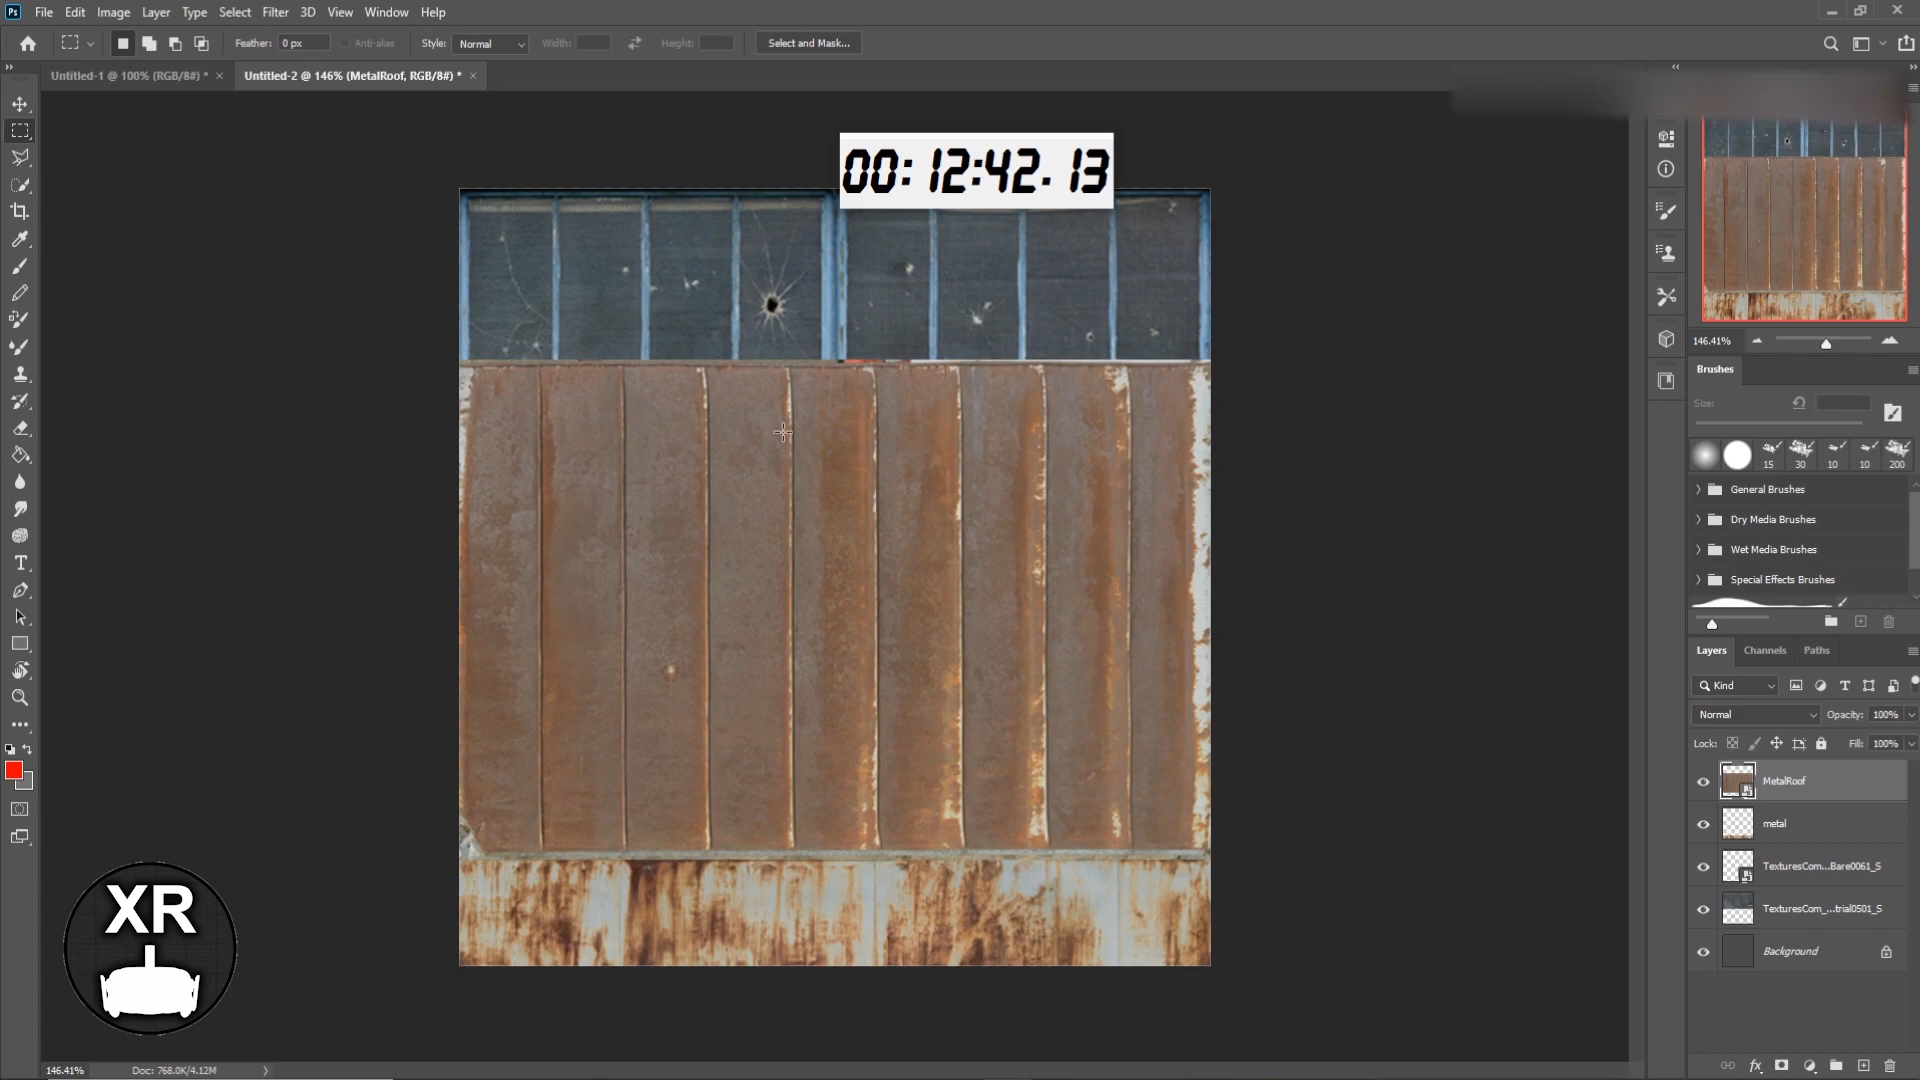 Ps File Edit Image Layer Type Select Filter 3D View Window Help
Feather: 0 px Anti-alias Style: Normal Width: Height: Select and Mask...
Untitled-1 @ 100% (RGB/8#) * × Untitled-2 @ 146% (MetalRoof, RGB/8#) * ×
00:12:42.13
146.41%
Brushes
Size:
15 30 10 10 200
General Brushes
Dry Media Brushes
Wet Media Brushes
Special Effects Brushes
Layers Channels Paths
Kind
Normal Opacity: 100%
Lock: Fill: 100%
MetalRoof
metal
TexturesCom...Bare0061_S
TexturesCom_...trial0501_S
Background
XR
146.41% Doc: 768.0K/4.12M